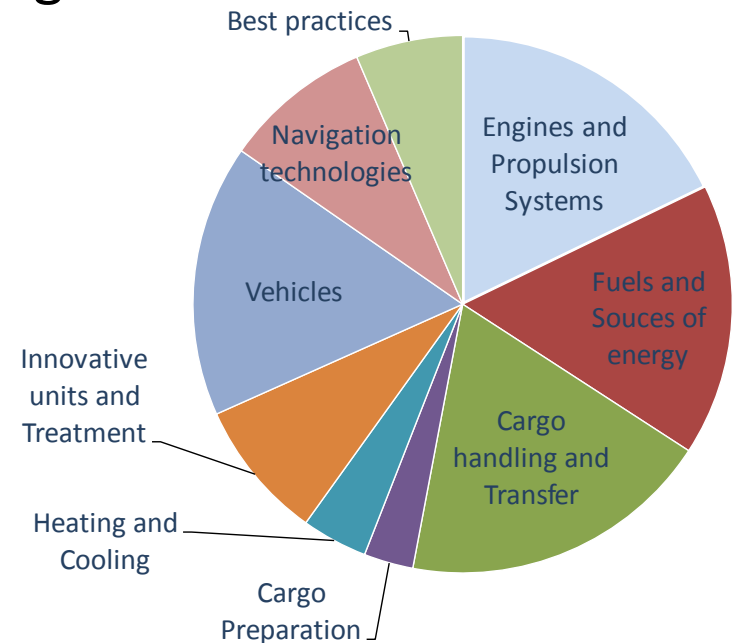 Best practices
Engines and
Propulsion
Systems
Fuels and
Souces of
energy
Cargo
handling and
Transfer
Cargo
Preparation
Heating and
Cooling
Innovative
units and
Treatment
Vehicles
Navigation
technologies